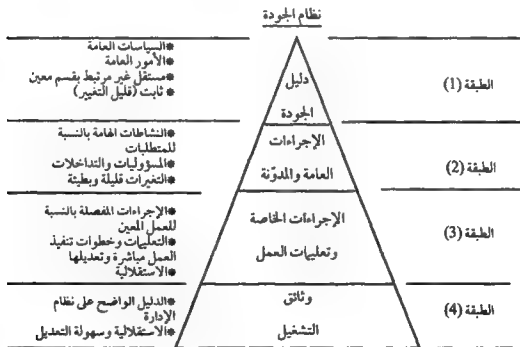 نظام الجودة
الطبقة (1)
دليل
الجودة
*السياسات العامة
*الأمور العامة
*مستقل غير مرتبط بقسم معين
*ثابت (قليل التغيير)
الطبقة (2)
الإجراءات
العامة والمدوّنة
*النشاطات الهامة بالنسبة
للمتطلبات
*المسؤوليات والتداخلات
*التغيرات قليلة وبطيئة
الطبقة (3)
الإجراءات الخاصة
وتعليمات العمل
*الإجراءات المفصلة بالنسبة
للعمل المعين
*التعليمات وخطوات تنفيذ
العمل مباشرة وتعديلها
*الاستقلالية
الطبقة (4)
وثائق
التشغيل
*الدليل الواضح على نظام
الإدارة
*الاستقلالية وسهولة التعديل